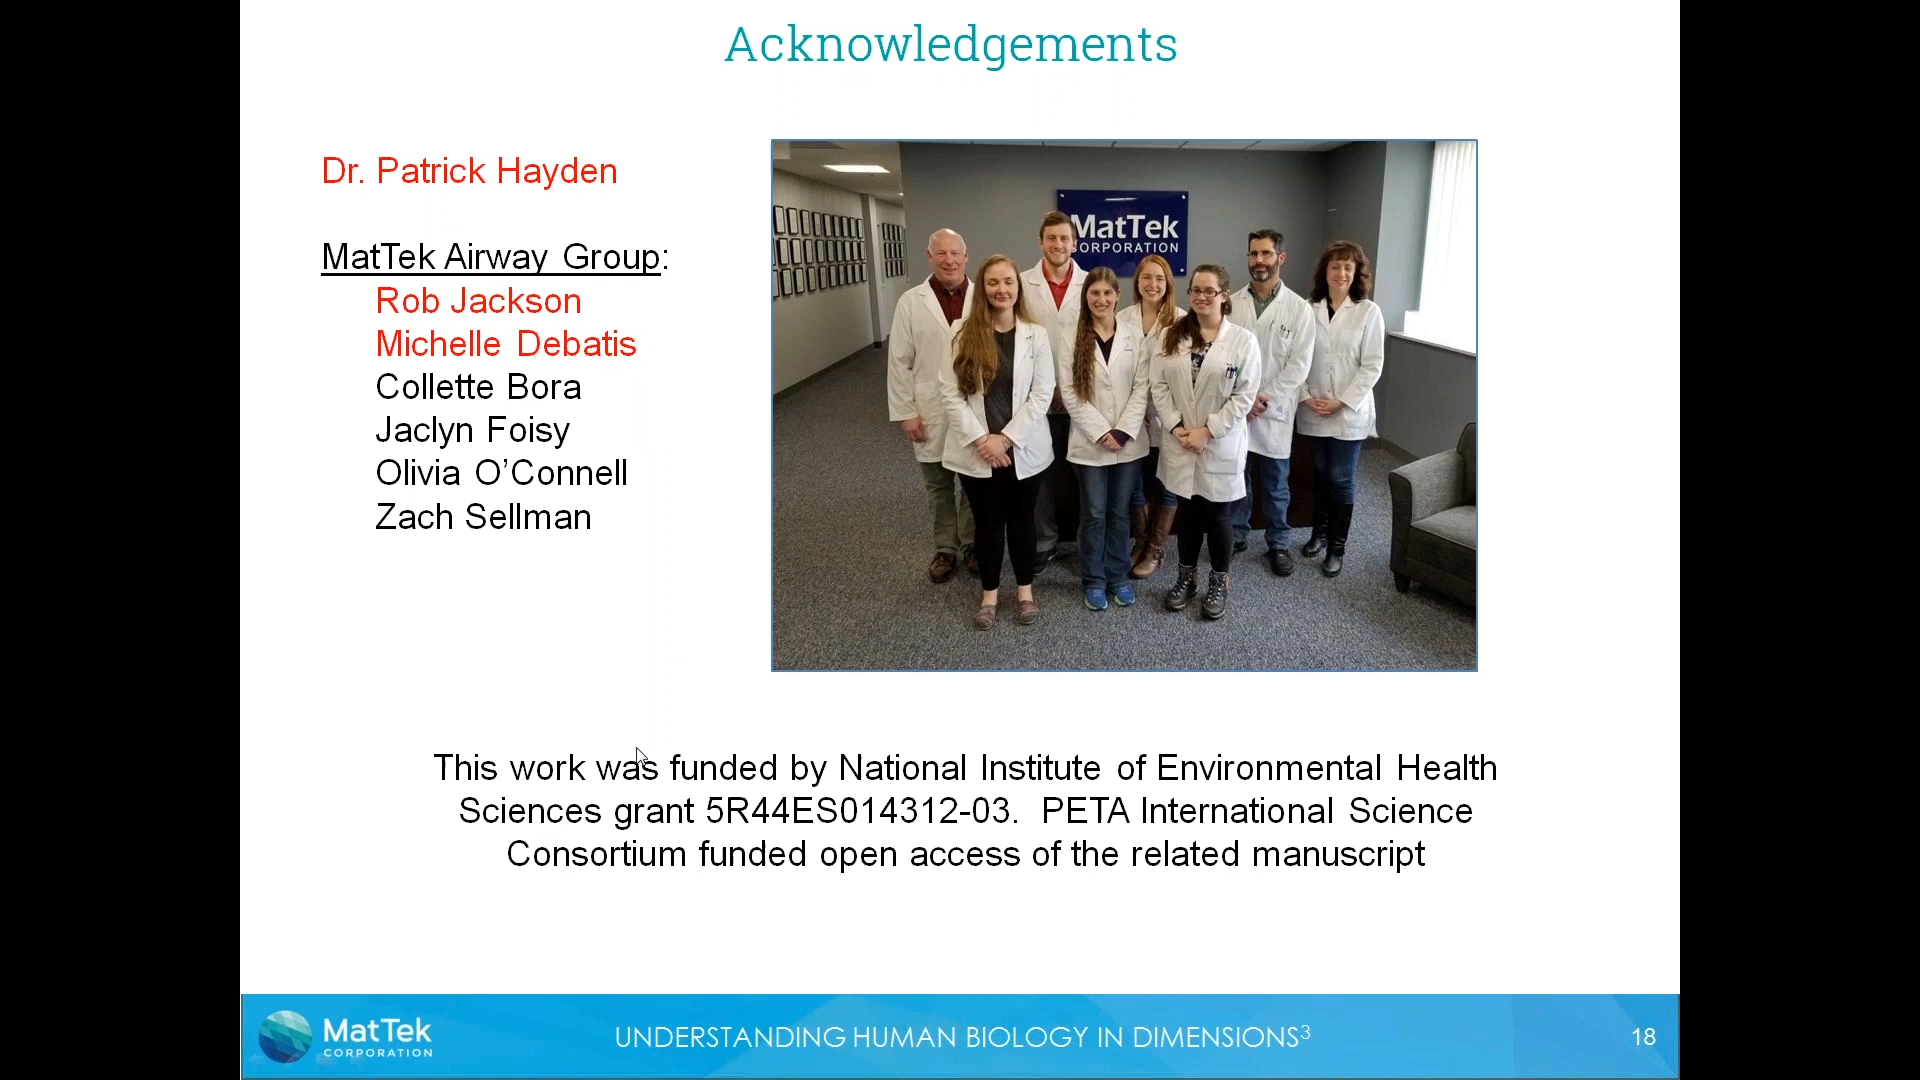 Acknowledgements
Dr. Patrick Hayden
MatTek Airway Group:
Rob Jackson
Michelle Debatis
Collette Bora
Jaclyn Foisy
Olivia O’Connell
Zach Sellman
MatTek
CORPORATION
This work was funded by National Institute of Environmental Health
Sciences grant 5R44ES014312-03.  PETA International Science
Consortium funded open access of the related manuscript
MatTek
CORPORATION
UNDERSTANDING HUMAN BIOLOGY IN DIMENSIONS³
18